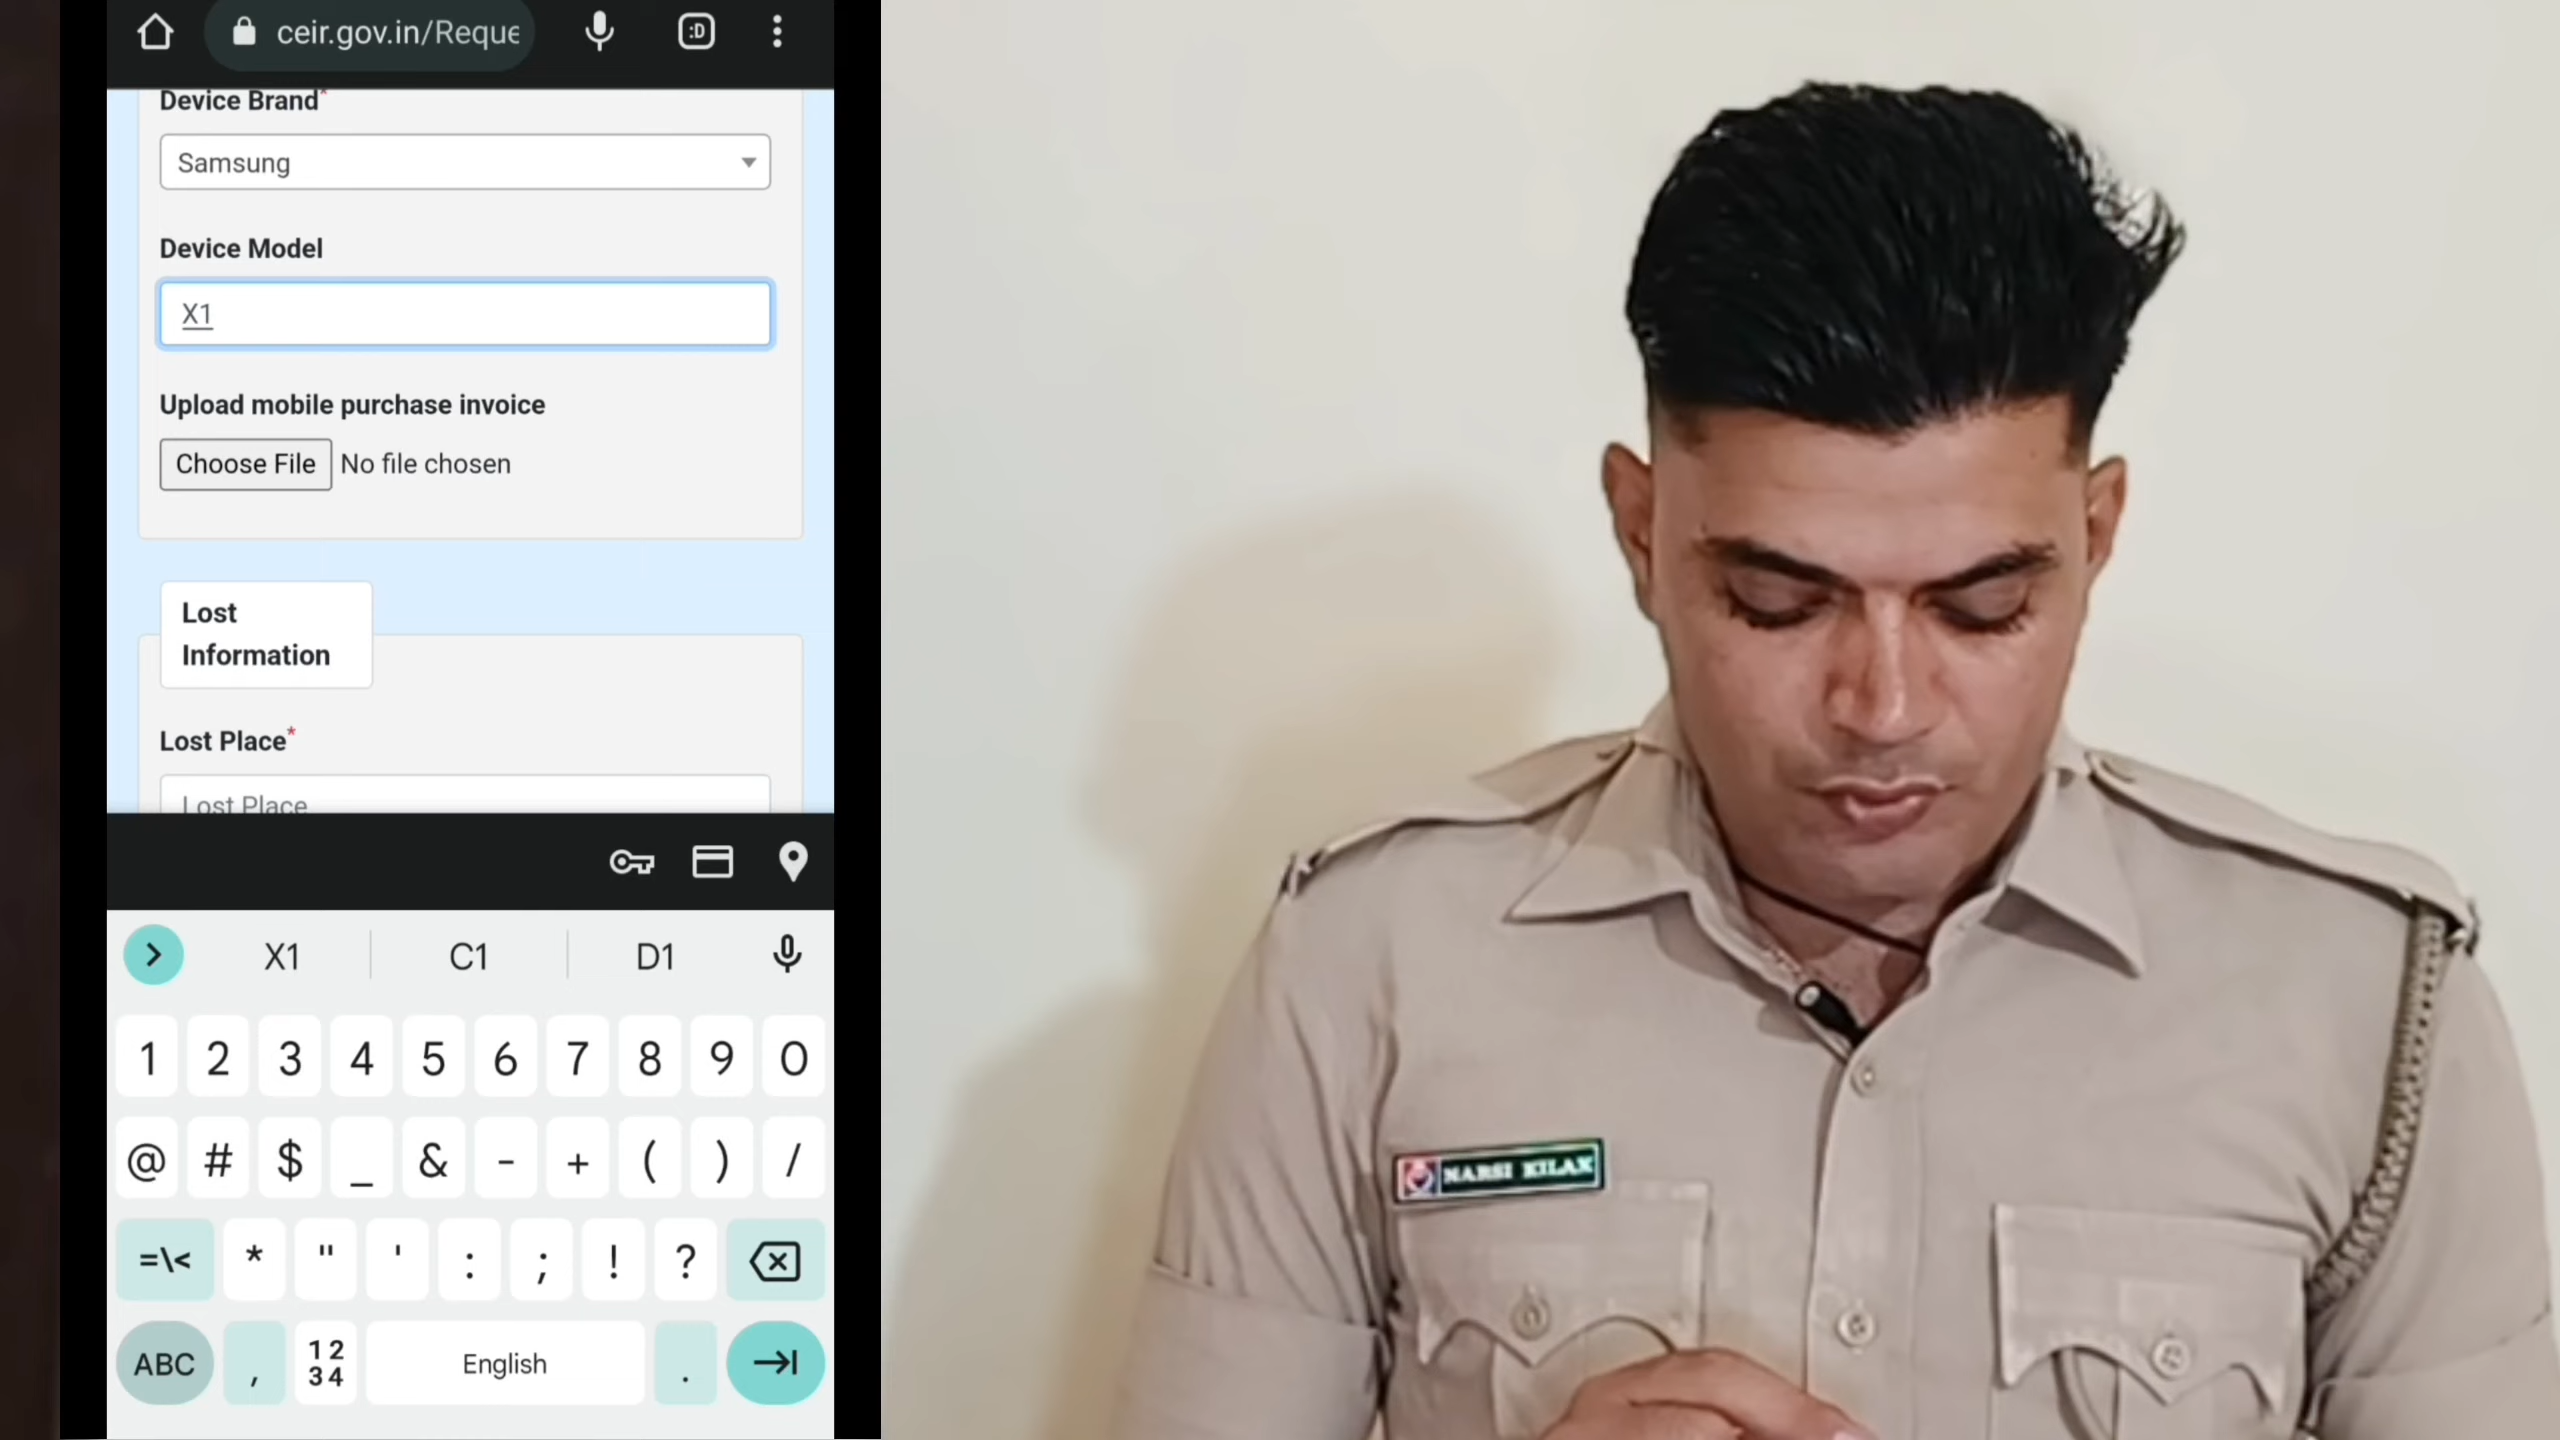 ceir.gov.in/Reque
Device Brand*
Samsung
Device Model
X1
Upload mobile purchase invoice
Choose File No file chosen
Lost
Information
Lost Place*
Lost Place
X1 C1 D1
1 2 3 4 5 6 7 8 9 0
@ # $ _ & - + ( ) /
=\< * " ' : ; ! ?
ABC , 12 34 English .
NARSI KILAX